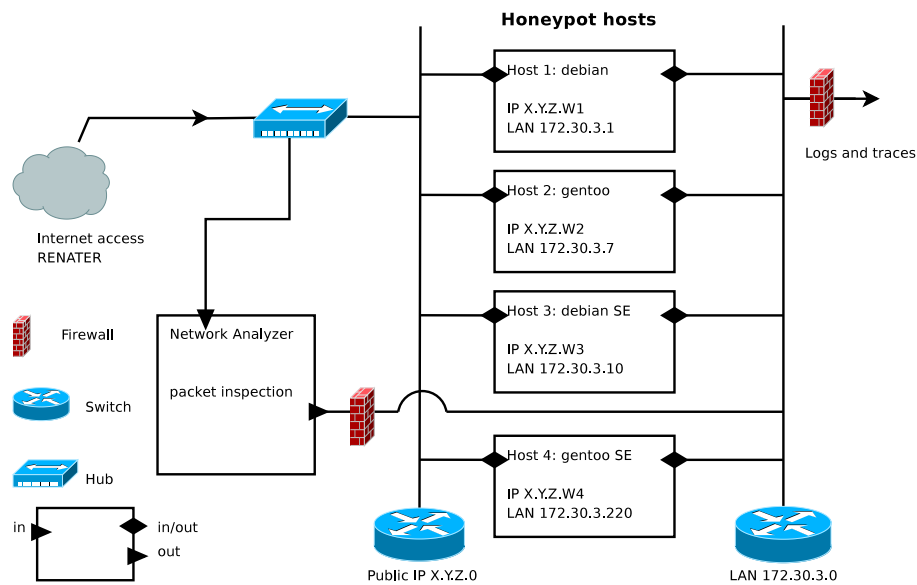 Honeypot hosts
Host 1: debian
IP X.Y.Z.W1
LAN 172.30.3.1
Logs and traces
Host 2: gentoo
IP X.Y.Z.W2
LAN 172.30.3.7
Internet access
RENATER
Host 3: debian SE
IP X.Y.Z.W3
LAN 172.30.3.10
Network Analyzer
packet inspection
Firewall
Switch
Hub
Host 4: gentoo SE
IP X.Y.Z.W4
LAN 172.30.3.220
in
in/out
out
Public IP X.Y.Z.0
LAN 172.30.3.0